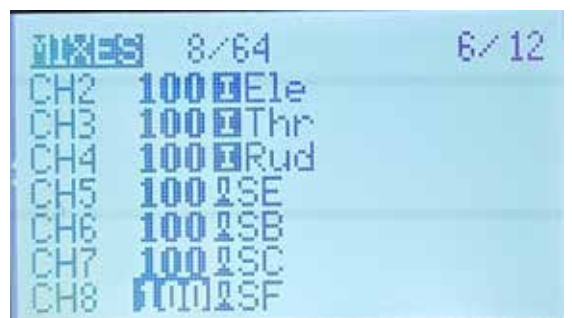 MIXES 8/64 6/12
CH2 100 I Ele
CH3 100 I Thr
CH4 100 I Rud
CH5 100 SE
CH6 100 SB
CH7 100 SC
CH8 100 SF